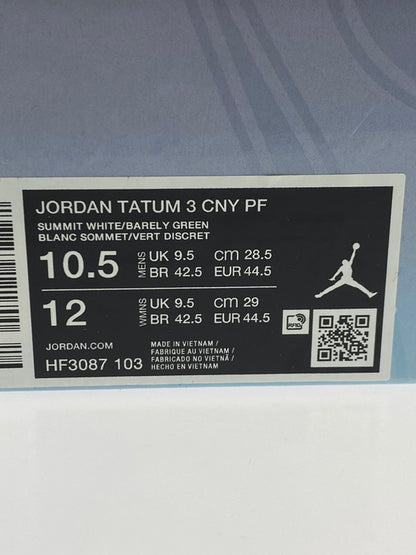 JORDAN TATUM 3 CNY PF
SUMMIT WHITE/BARELY GREEN
BLANC SOMMET/VERT DISCRET
10.5 MENS UK 9.5 cm 28.5
BR 42.5 EUR 44.5
12 WMNS UK 9.5 cm 29
BR 42.5 EUR 44.5
RFID
JORDAN.COM
HF3087 103
MADE IN VIETNAM /
FABRIQUE AU VIETNAM /
FABRICADO NO VIETNÃ /
HECHO EN VIETNAM